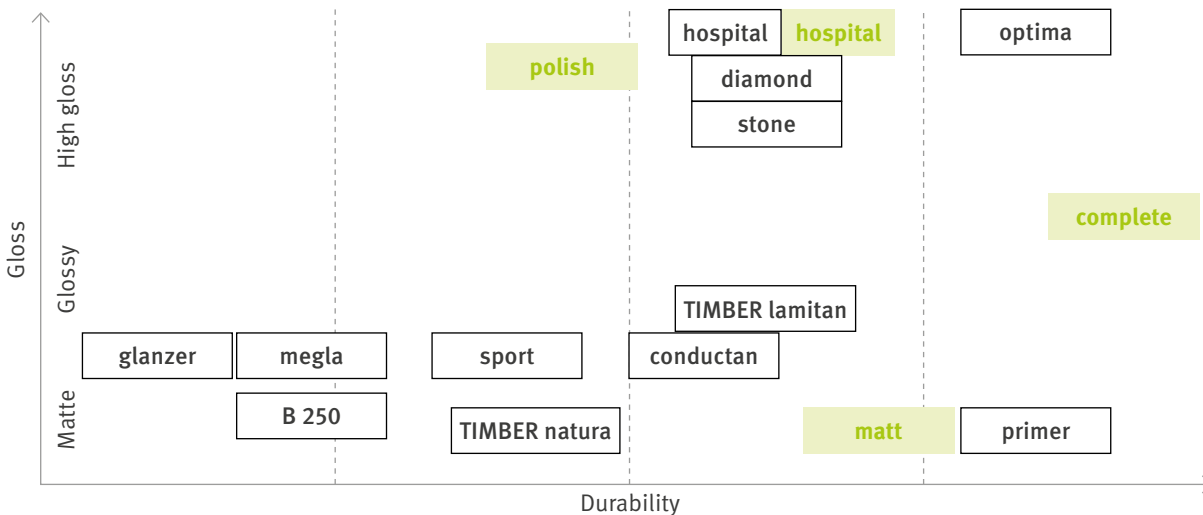 hospital
hospital
optima
polish
diamond
stone
High gloss
complete
Gloss
Glossy
TIMBER lamitan
glanzer
megla
sport
conductan
B 250
Matte
TIMBER natura
matt
primer
Durability